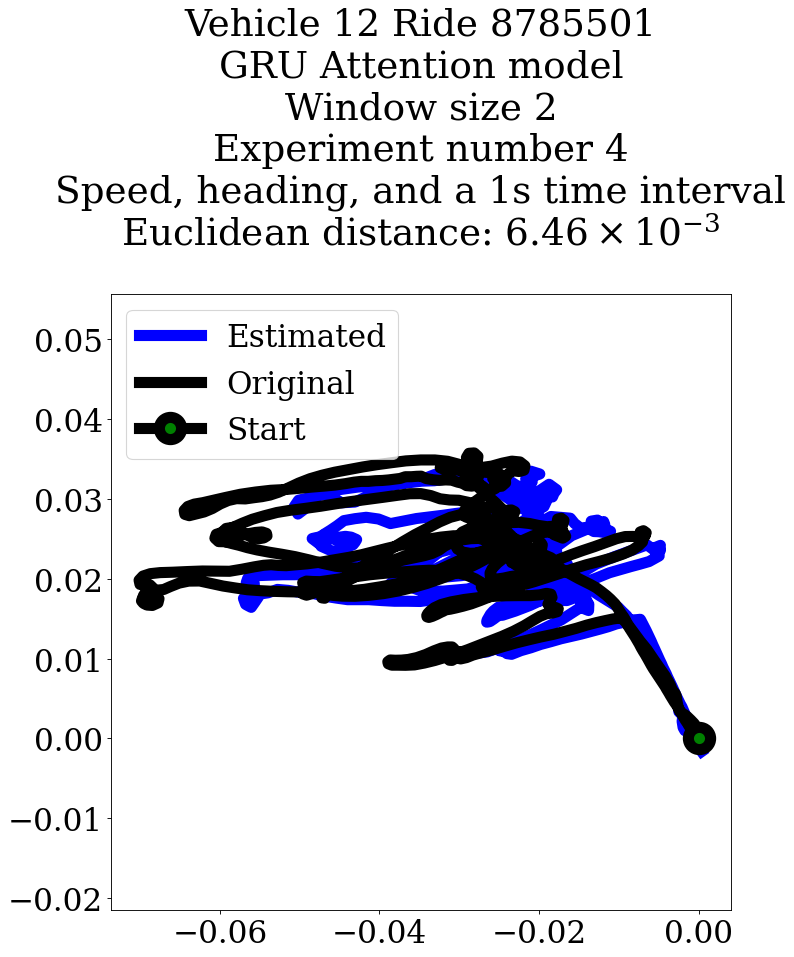 Vehicle 12 Ride 8785501
GRU Attention model
Window size 2
Experiment number 4
Speed, heading, and a 1s time interval
Euclidean distance: 6.46 × 10⁻³
Estimated
Original
Start
0.05
0.04
0.03
0.02
0.01
0.00
−0.01
−0.02
−0.06 −0.04 −0.02 0.00